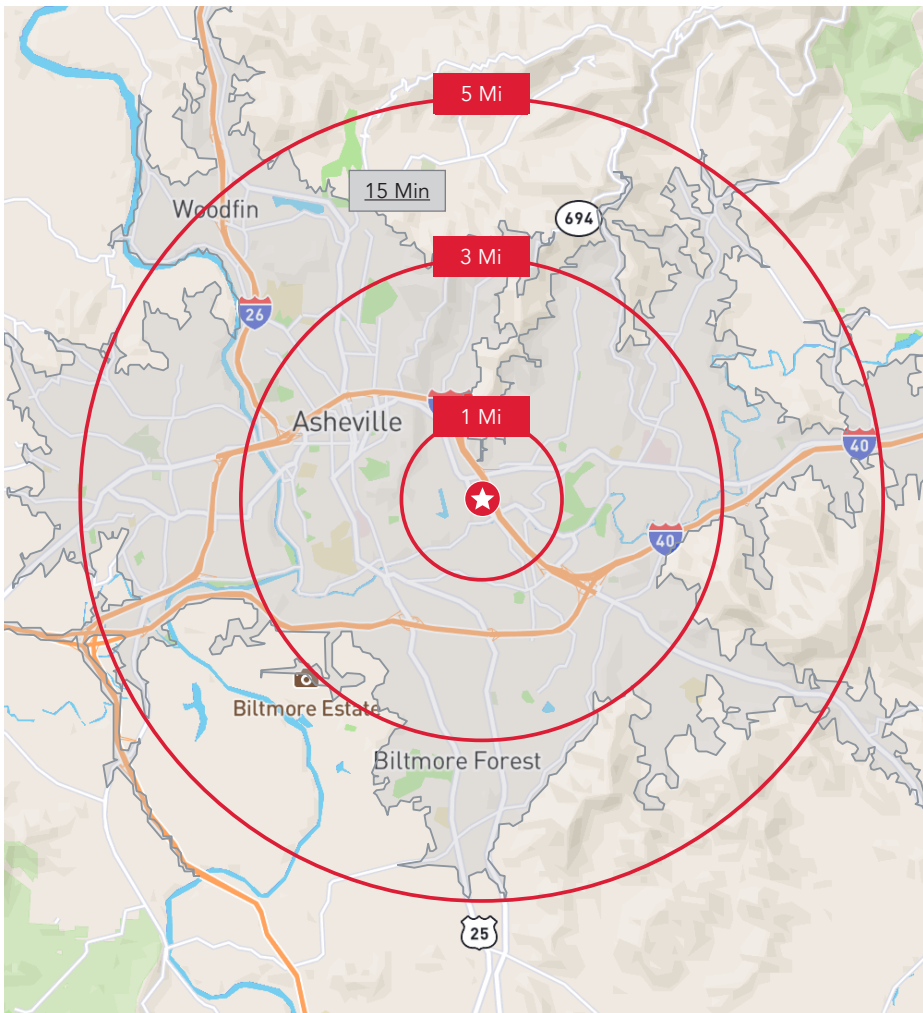 5 Mi
15 Min
Woodfin
694
3 Mi
26
1 Mi
Asheville
40
40
Biltmore Estate
Biltmore Forest
25